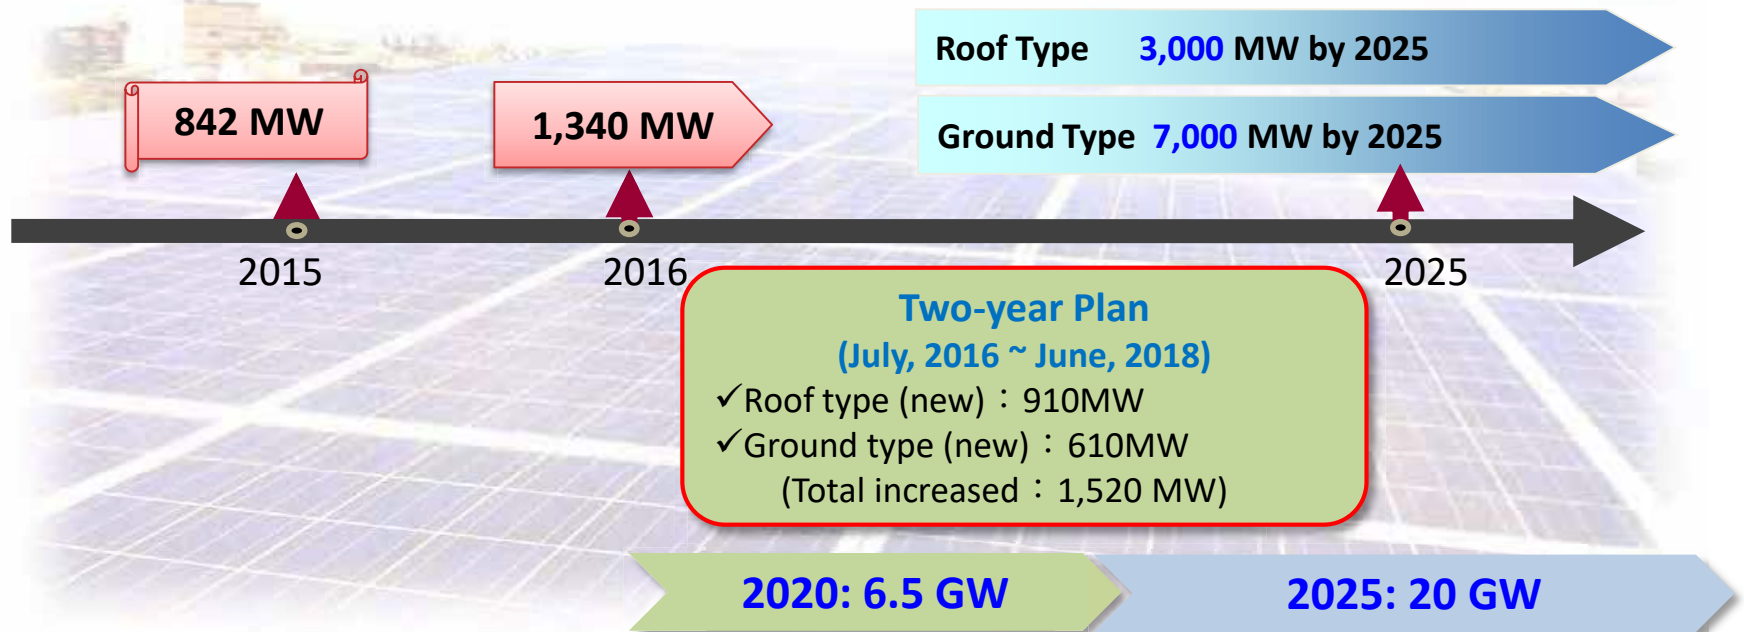 Roof Type 3,000 MW by 2025
842 MW
1,340 MW
Ground Type 7,000 MW by 2025
2015
2016
2025
Two-year Plan
(July, 2016 ~ June, 2018)
✓Roof type (new)：910MW
✓Ground type (new)：610MW
(Total increased：1,520 MW)
2020: 6.5 GW
2025: 20 GW